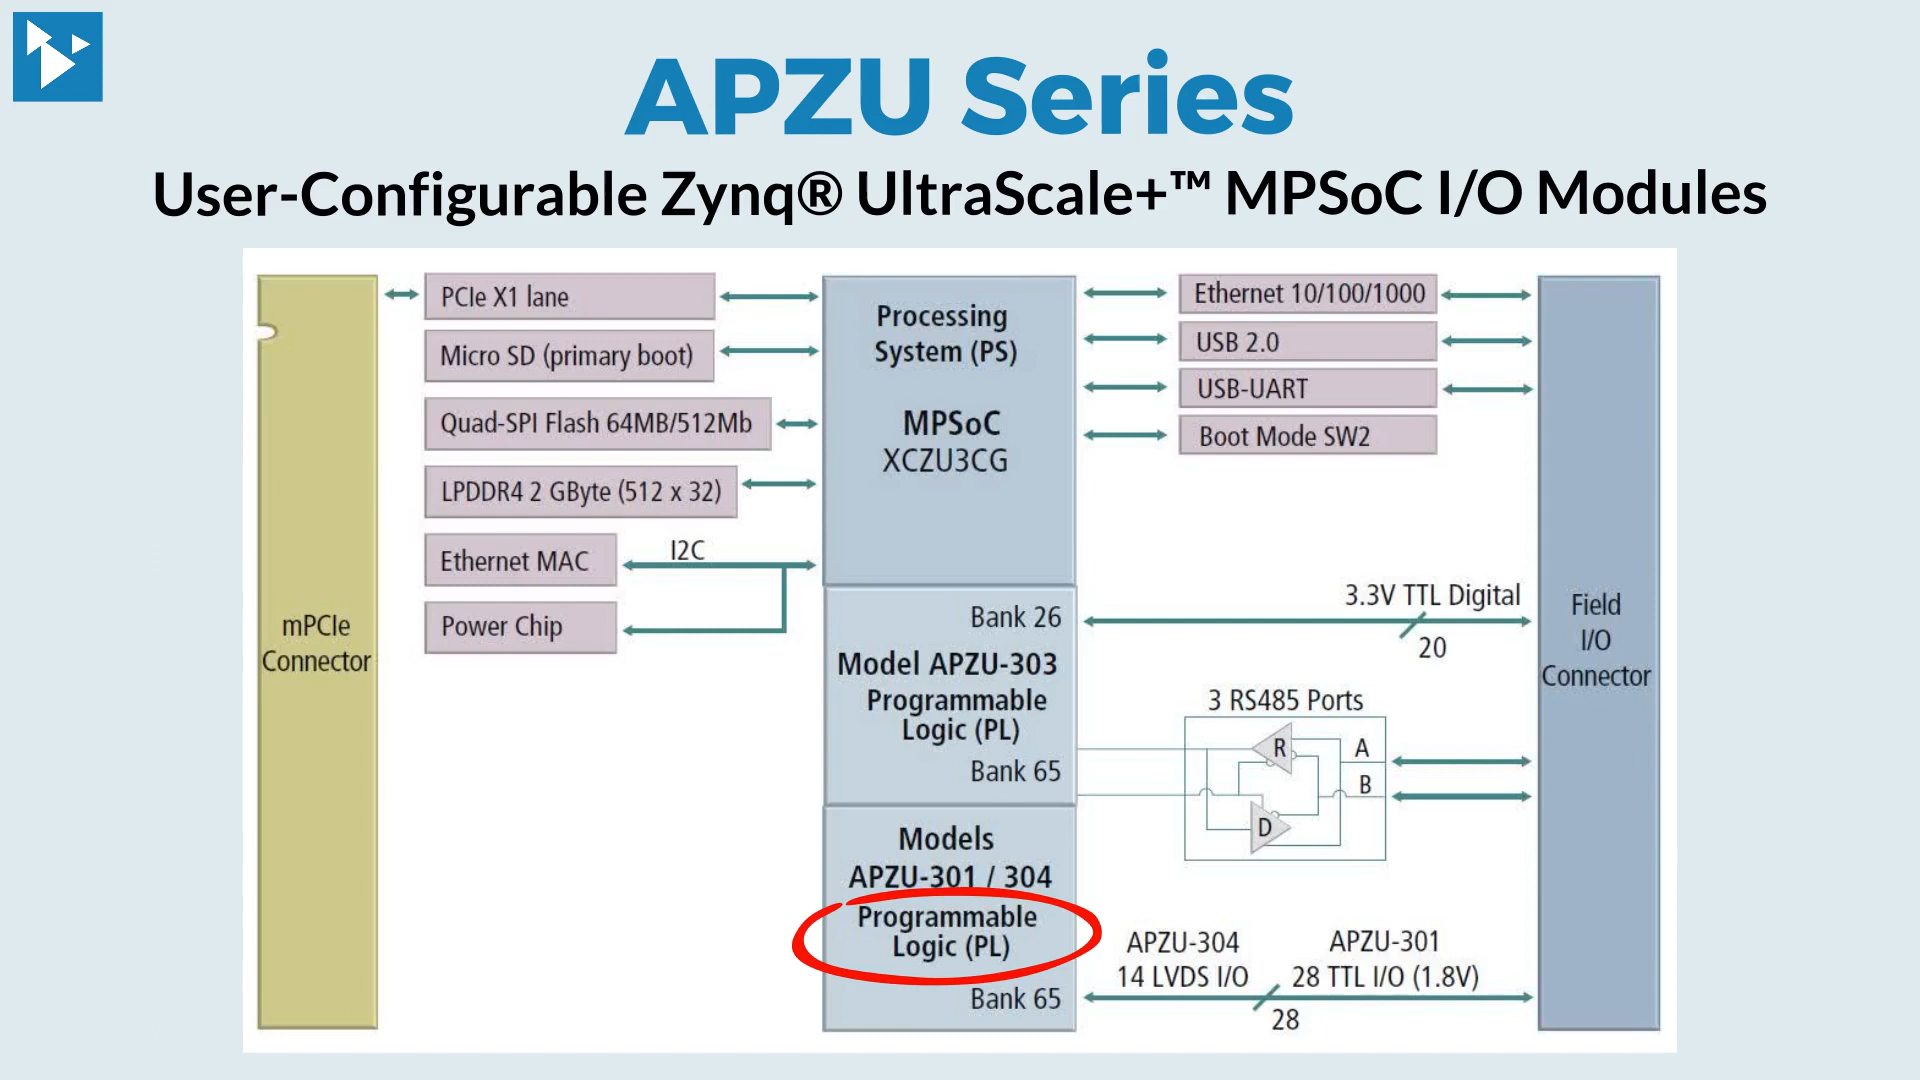 APZU Series
User-Configurable Zynq® UltraScale+™ MPSoC I/O Modules
mPCIe
Connector
PCIe X1 lane
Micro SD (primary boot)
Quad-SPI Flash 64MB/512Mb
LPDDR4 2 GByte (512 x 32)
Ethernet MAC
I2C
Power Chip
Processing
System (PS)
MPSoC
XCZU3CG
Bank 26
Model APZU-303
Programmable
Logic (PL)
Bank 65
Models
APZU-301 / 304
Programmable
Logic (PL)
Bank 65
Ethernet 10/100/1000
USB 2.0
USB-UART
Boot Mode SW2
3.3V TTL Digital
20
3 RS485 Ports
R
A
B
D
APZU-304
14 LVDS I/O
APZU-301
28 TTL I/O (1.8V)
28
Field
I/O
Connector